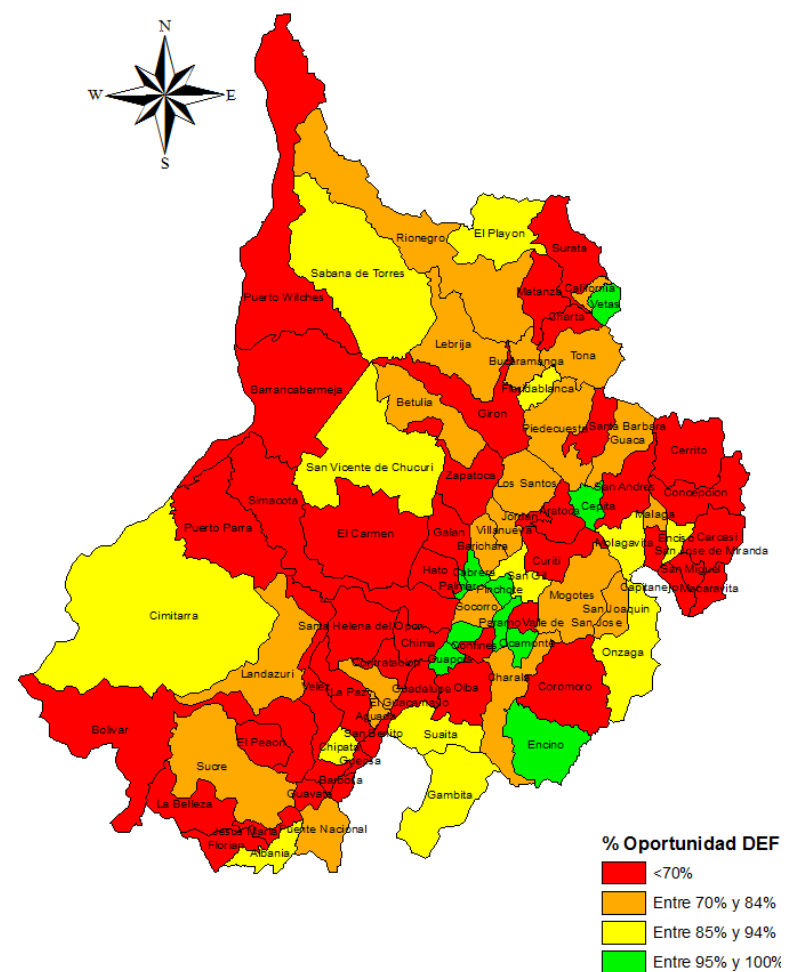 N
W E
S
El Playon
Rionegro
Surata
Sabana de Torres
California
Puerto Wilches
Matanza
Vetas
Charta
Lebrija
Tona
Bucaramanga
Barrancabermeja
Floridablanca
Betulia
Giron
Piedecuesta
Santa Barbara
Guaca
Cerrito
San Vicente de Chucuri
Zapatoca
Los Santos
San Andres
Concepcion
Simacota
Cepita
Aratoca
Malaga
Jordan
Puerto Parra
El Carmen
Galan
Villanueva
Molagavita
Enciso
Carcasi
Barichara
San Jose de Miranda
Curiti
Hato
Cabrera
San Gil
San Miguel
Palmar
Pinchote
Mogotes
Capitanejo
Macaravita
Cimitarra
Socorro
San Joaquin
Santa Helena del Opon
Paramo
Valle de San Jose
Chima
Confines
Ocamonte
Onzaga
Contratacion
Guapota
Landazuri
Charala
Velez
La Paz
Guadalupe
Oiba
Coromoro
El Guacamayo
Aguada
Bolivar
San Benito
Suaita
El Peaon
Chipata
Encino
Guepsa
Sucre
Barbosa
Guavata
Gambita
La Belleza
Jesus Maria
Puente Nacional
Florian
Albania
% Oportunidad DEF
<70%
Entre 70% y 84%
Entre 85% y 94%
Entre 95% y 100%